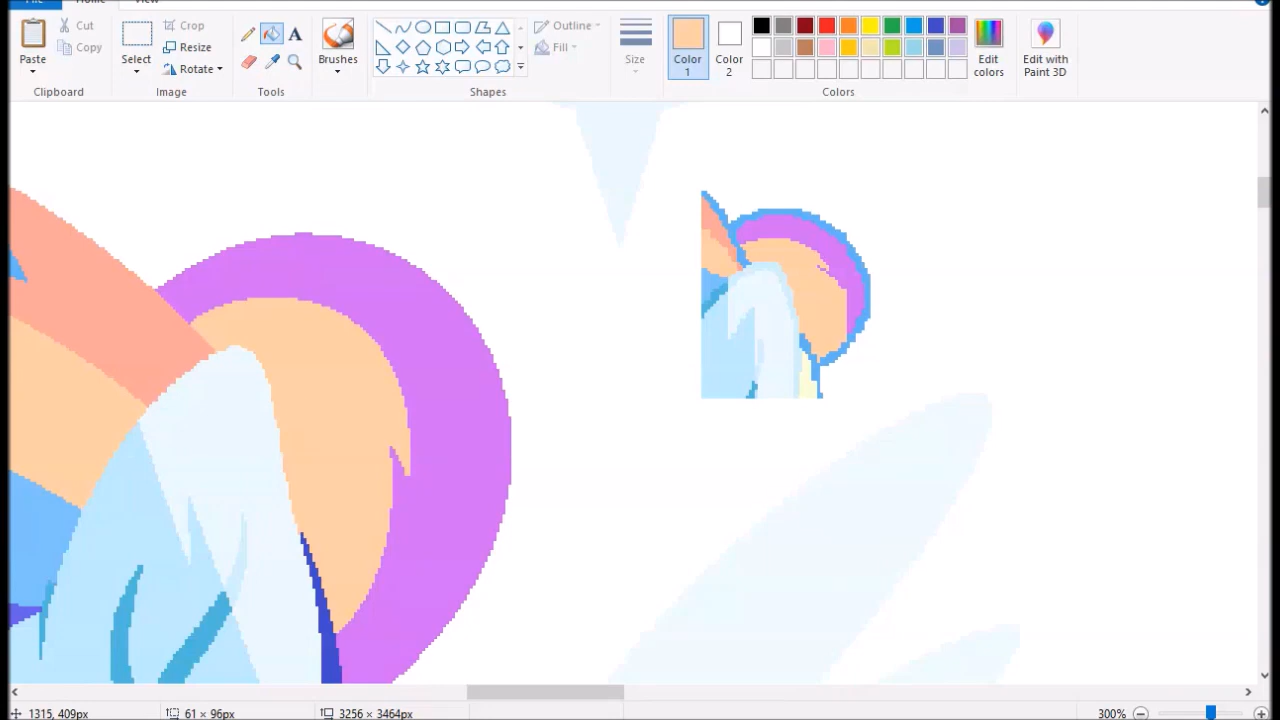 File Home View
Paste Cut Copy Select Crop Resize Rotate A Brushes Outline Fill Size Color 1 Color 2 Edit colors Edit with Paint 3D
Clipboard Image Tools Shapes Colors
1315, 409px 61 × 96px 3256 × 3464px 300%